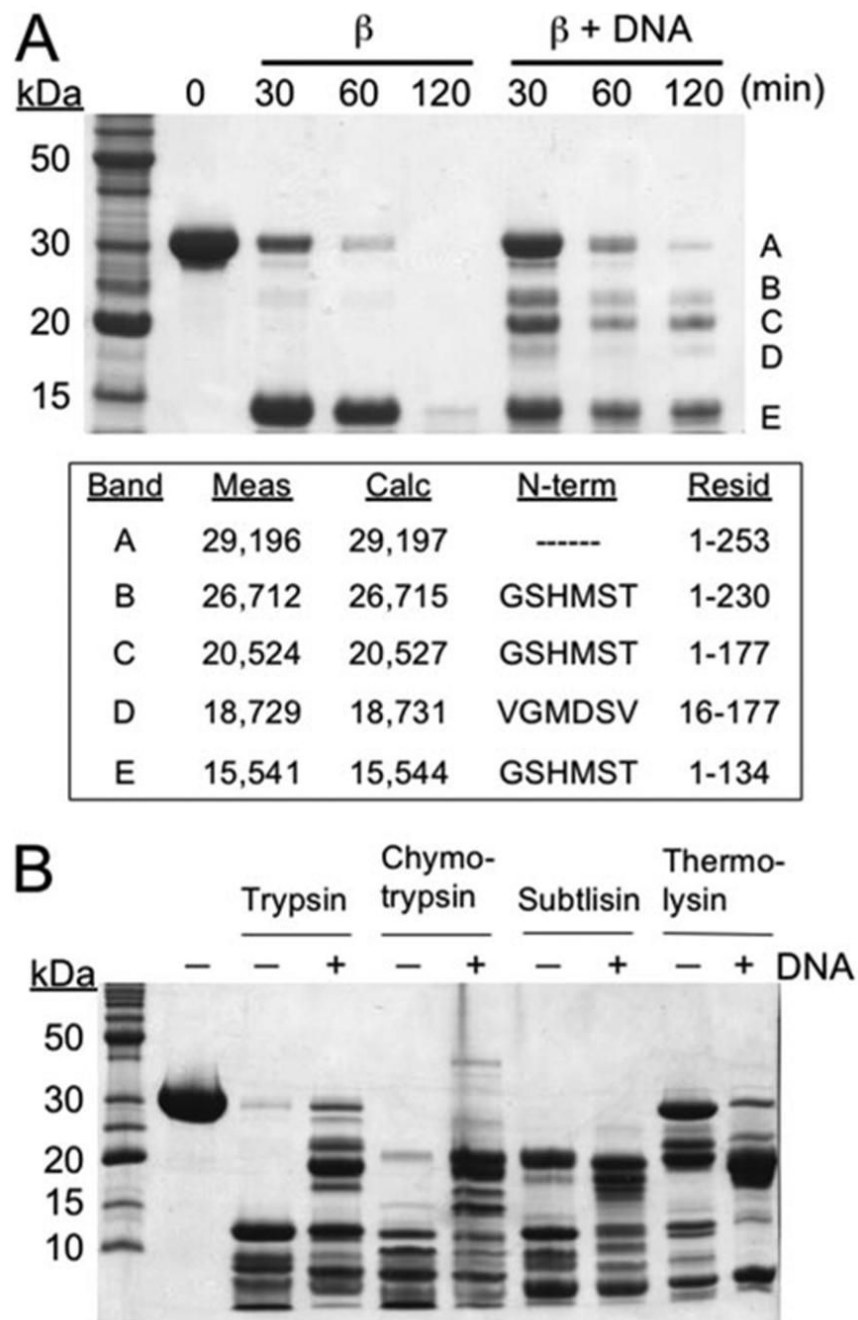 A
β β + DNA
kDa 0 30 60 120 30 60 120 (min)
50
30 A
B
20 C
D
15 E
Band Meas Calc N-term Resid
A 29,196 29,197 ------ 1-253
B 26,712 26,715 GSHMST 1-230
C 20,524 20,527 GSHMST 1-177
D 18,729 18,731 VGMDSV 16-177
E 15,541 15,544 GSHMST 1-134
B
Trypsin Chymo-trypsin Subtlisin Thermo-lysin
kDa – – + – + – + – + DNA
50
30
20
15
10